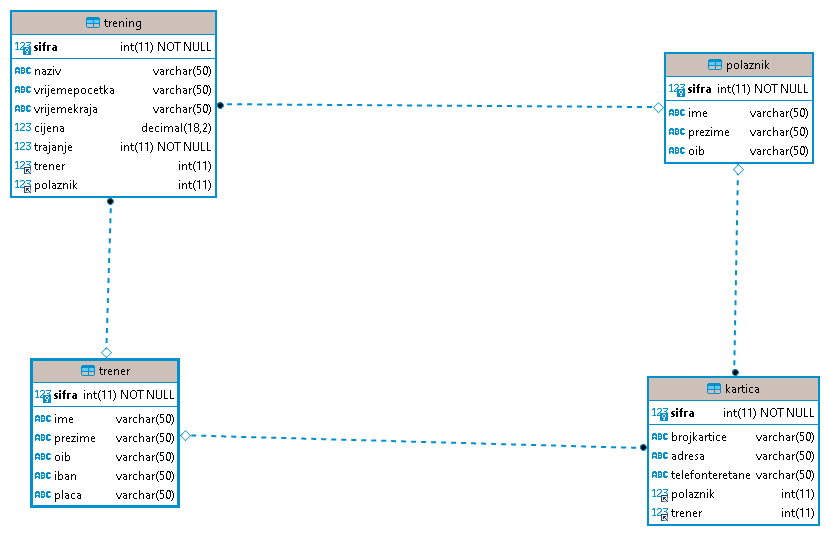 trening
123 sifra int(11) NOT NULL
ABC naziv varchar(50)
ABC vrijemepocetka varchar(50)
ABC vrijemekraja varchar(50)
123 cijena decimal(18,2)
123 trajanje int(11) NOT NULL
123 trener int(11)
123 polaznik int(11)
polaznik
123 sifra int(11) NOT NULL
ABC ime varchar(50)
ABC prezime varchar(50)
ABC oib varchar(50)
trener
123 sifra int(11) NOT NULL
ABC ime varchar(50)
ABC prezime varchar(50)
ABC oib varchar(50)
ABC iban varchar(50)
ABC placa varchar(50)
kartica
123 sifra int(11) NOT NULL
ABC brojkartice varchar(50)
ABC adresa varchar(50)
ABC telefonteretane varchar(50)
123 polaznik int(11)
123 trener int(11)